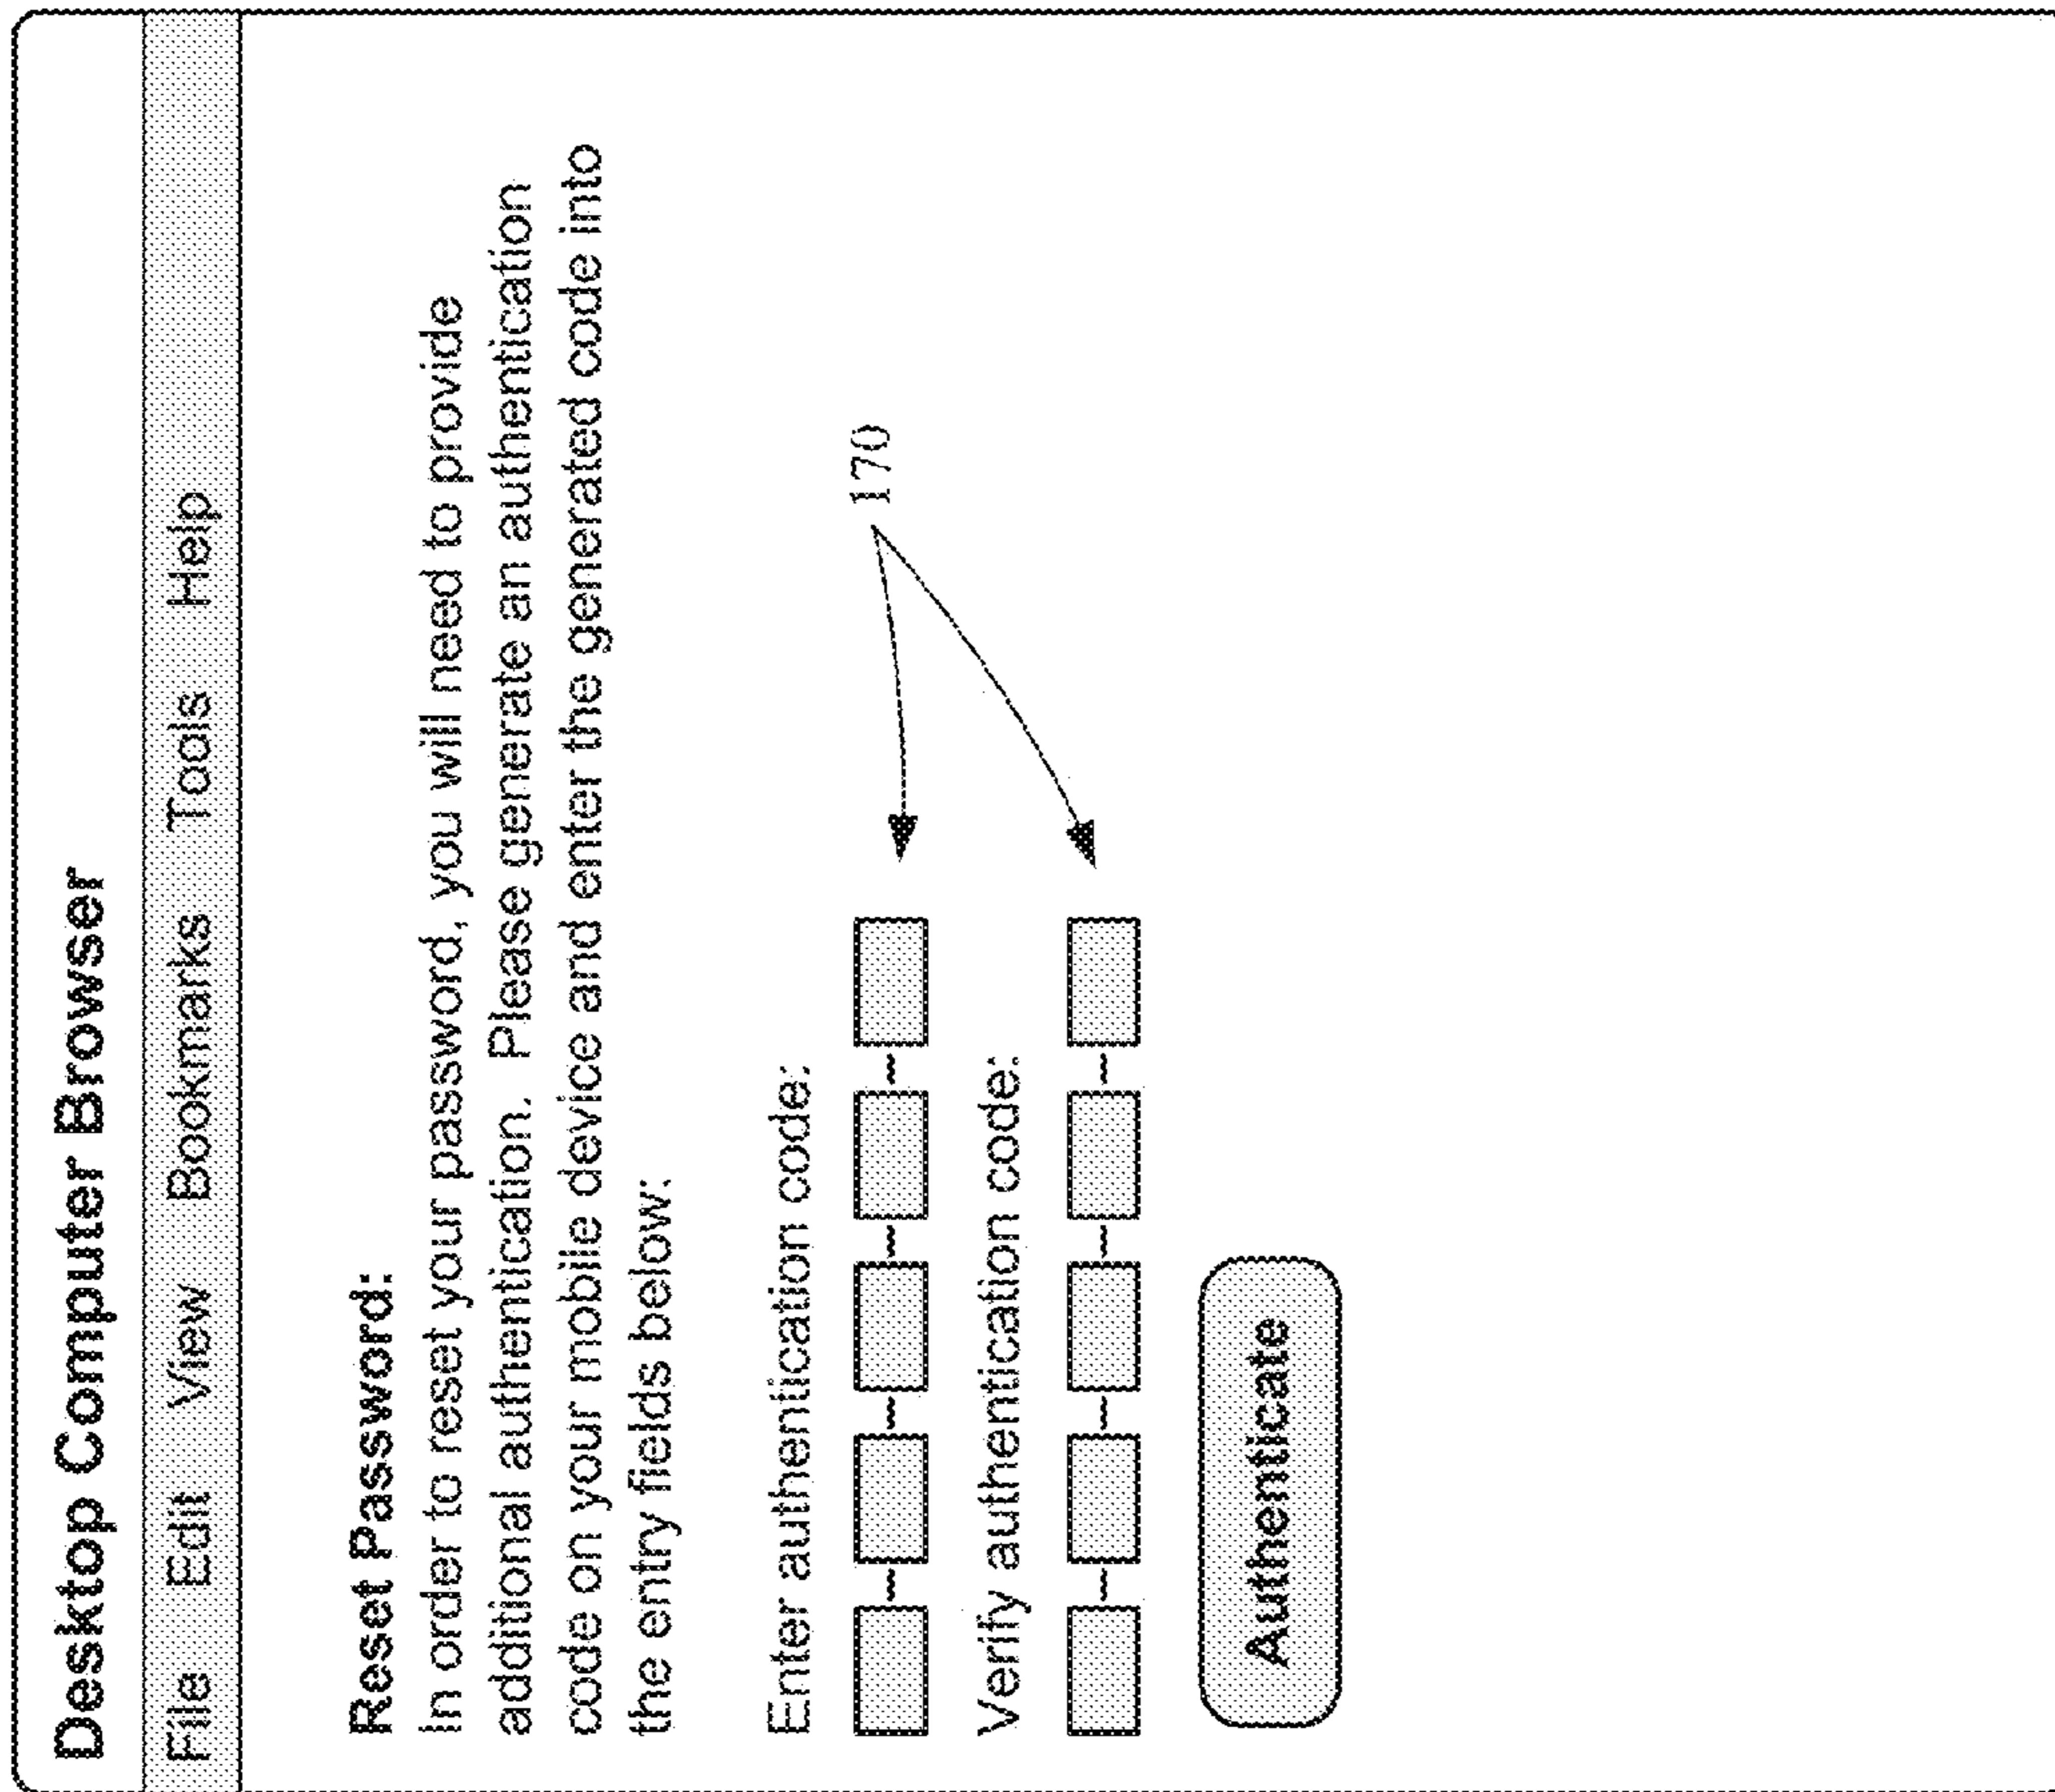 Desktop Computer Browser
File Edit View Bookmarks Tools Help
Reset Password:
In order to reset your password, you will need to provide
additional authentication. Please generate an authentication
code on your mobile device and enter the generated code into
the entry fields below:
Enter authentication code:
170
Verify authentication code:
Authenticate